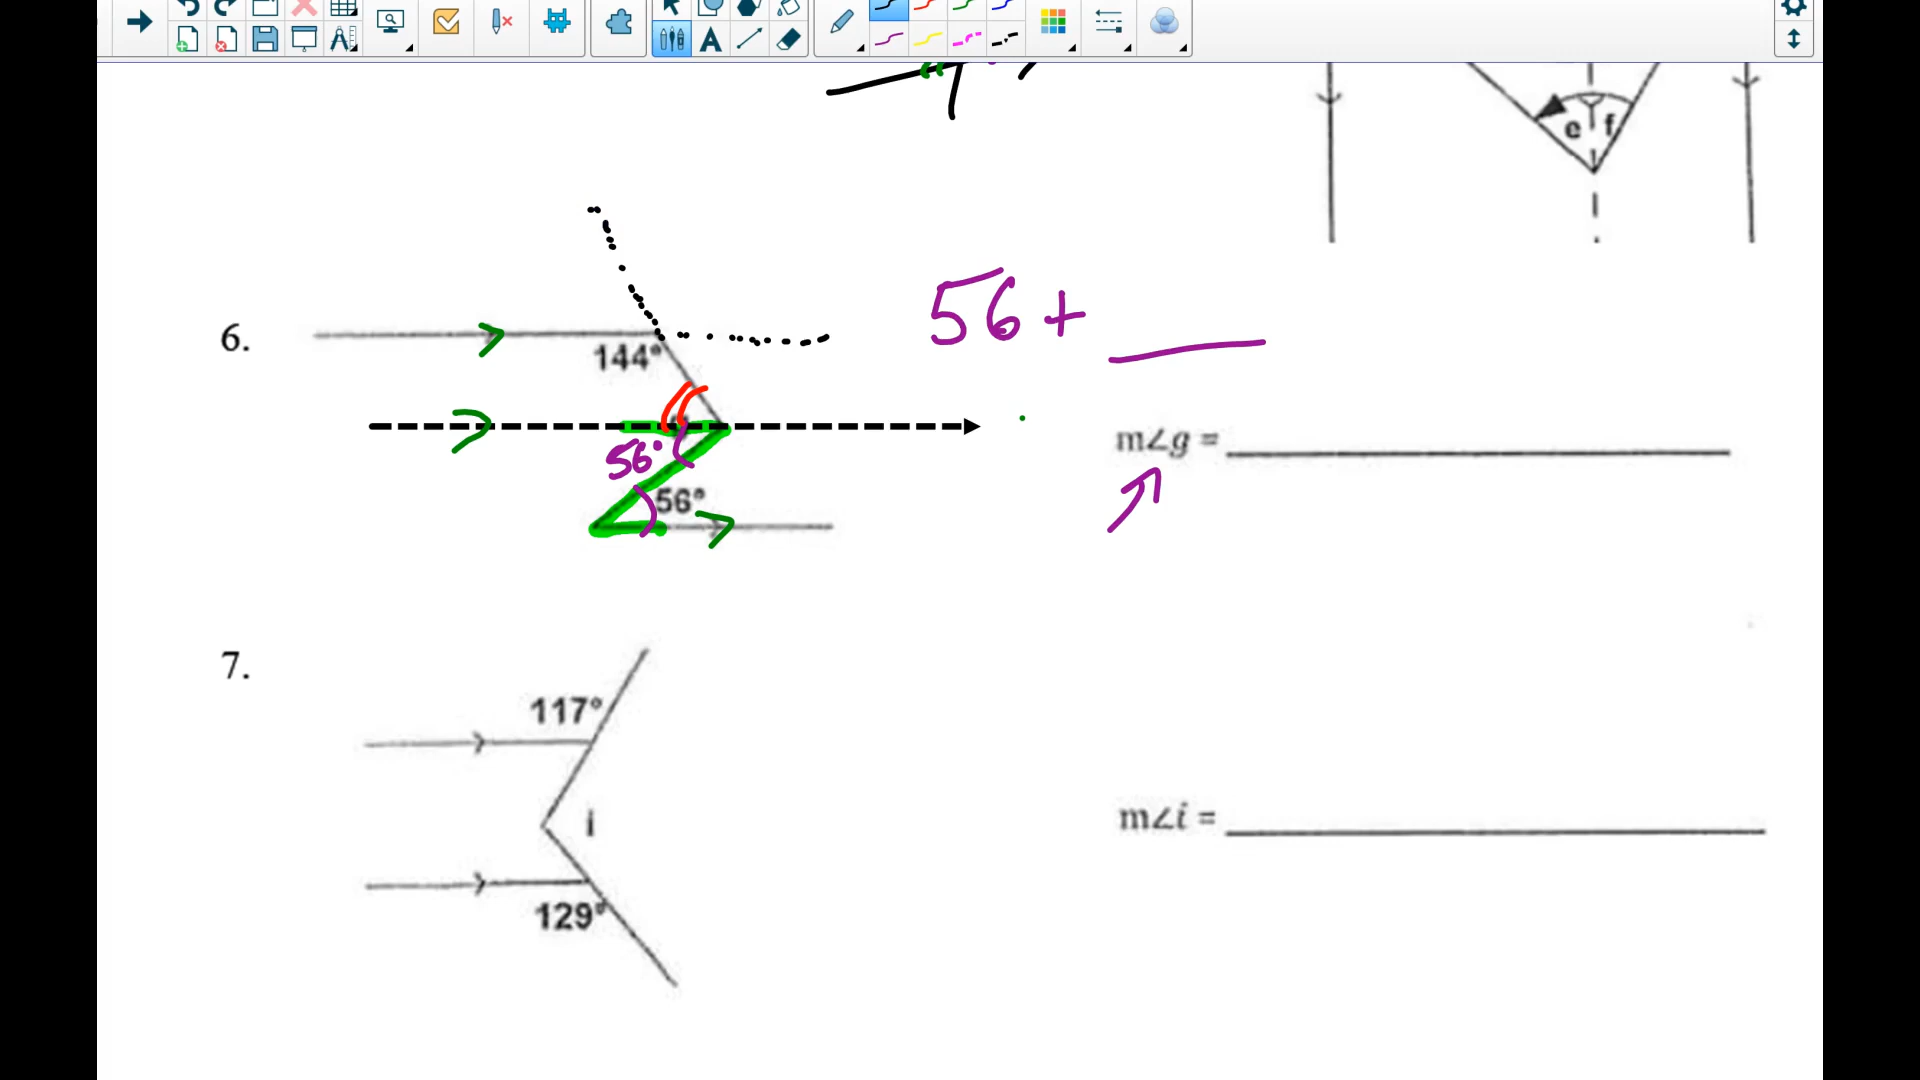 e f
6.
144°
56 +
56°
56°
m∠g =
7.
117°
i
m∠i =
129°